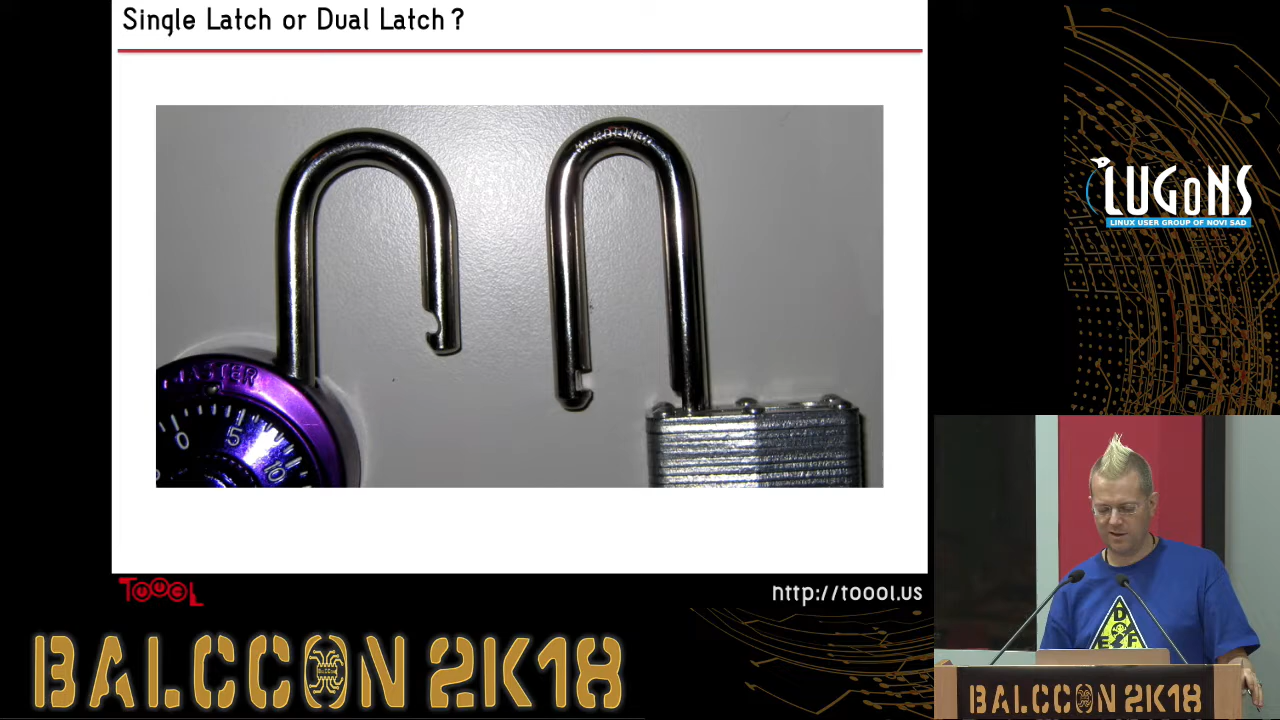 Single Latch or Dual Latch?
MASTER
0
5
10
TOOOL
http://toool.us
BALCCON 2K18
LUGoNS
LINUX USER GROUP OF NOVI SAD
BALCCON 2K18